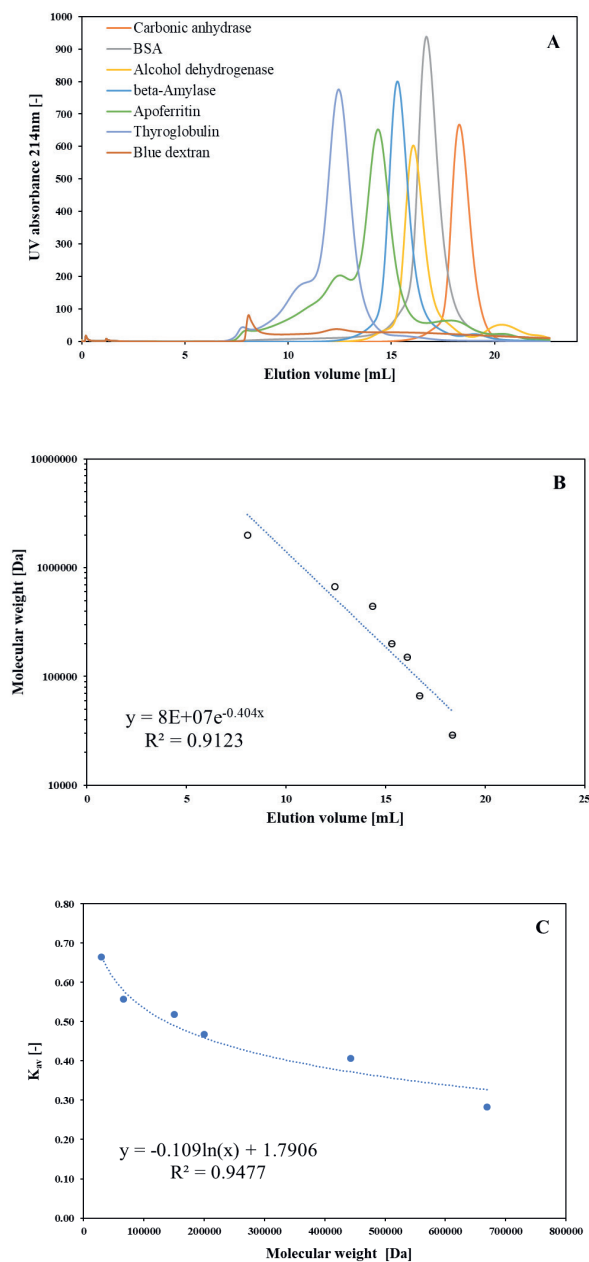 Carbonic anhydrase
BSA
Alcohol dehydrogenase
beta-Amylase
Apoferritin
Thyroglobulin
Blue dextran
A
UV absorbance 214nm [-]
1000
900
800
700
600
500
400
300
200
100
0
0 5 10 15 20
Elution volume [mL]
B
Molecular weight [Da]
10000000
1000000
100000
10000
y = 8E+07e^-0.404x
R² = 0.9123
0 5 10 15 20 25
Elution volume [mL]
C
Kav [-]
0.80
0.70
0.60
0.50
0.40
0.30
0.20
0.10
0.00
y = -0.109ln(x) + 1.7906
R² = 0.9477
0 100000 200000 300000 400000 500000 600000 700000 800000
Molecular weight [Da]